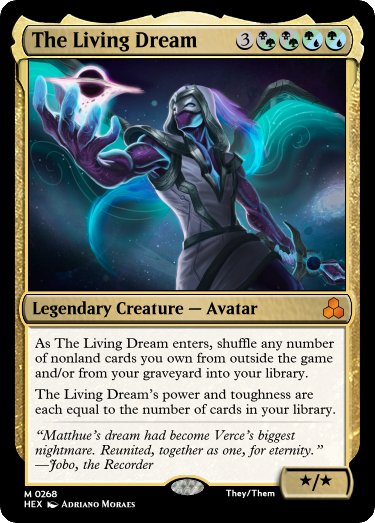 The Living Dream 3
Legendary Creature — Avatar
As The Living Dream enters, shuffle any number
of nonland cards you own from outside the game
and/or from your graveyard into your library.
The Living Dream's power and toughness are
each equal to the number of cards in your library.
“Matthue's dream had become Verce's biggest
nightmare. Reunited, together as one, for eternity.”
—Jobo, the Recorder
★/★
M 0268
They/Them
HEX Adriano Moraes